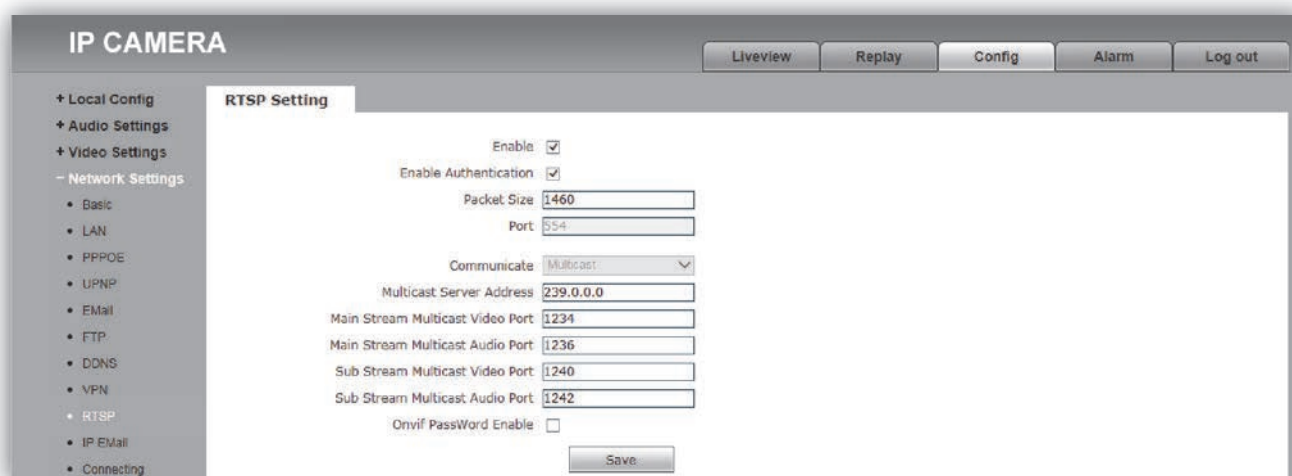 IP CAMERA
Liveview Replay Config Alarm Log out
+ Local Config
+ Audio Settings
+ Video Settings
− Network Settings
• Basic
• LAN
• PPPOE
• UPNP
• EMail
• FTP
• DDNS
• VPN
• RTSP
• IP EMail
• Connecting
RTSP Setting
Enable
Enable Authentication
Packet Size 1460
Port 554
Communicate Multicast
Multicast Server Address 239.0.0.0
Main Stream Multicast Video Port 1234
Main Stream Multicast Audio Port 1236
Sub Stream Multicast Video Port 1240
Sub Stream Multicast Audio Port 1242
Onvif PassWord Enable
Save